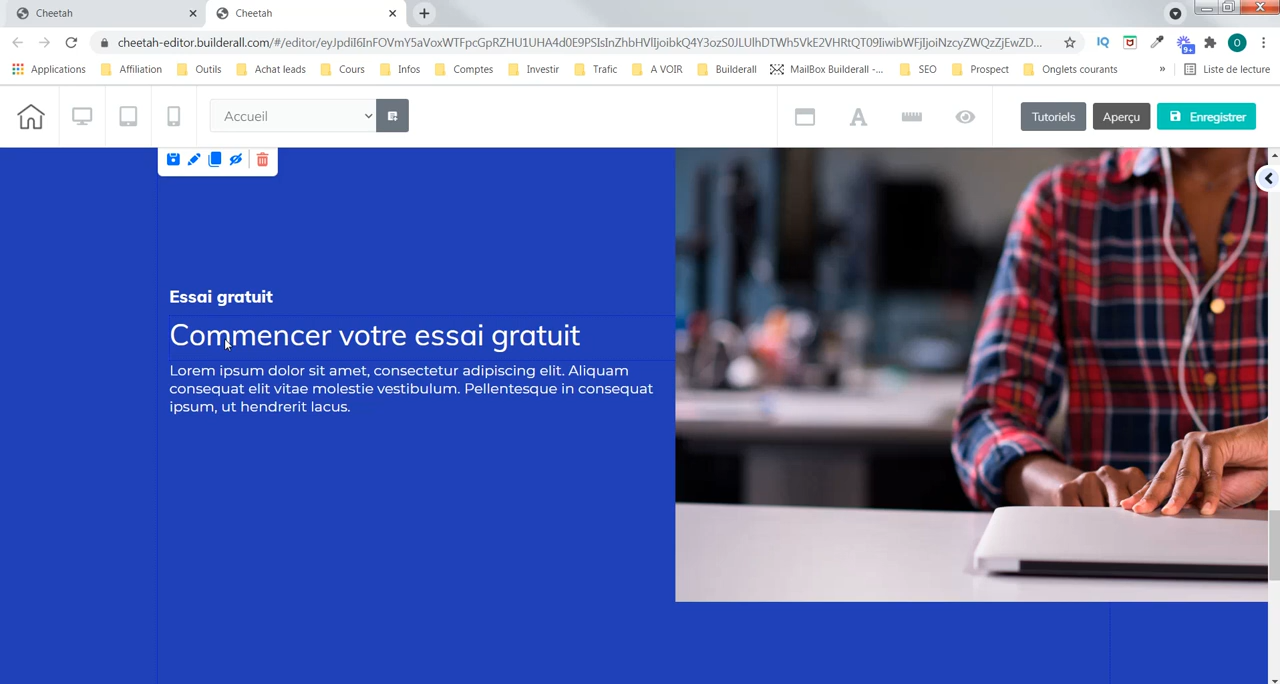 Cheetah
Cheetah
cheetah-editor.builderall.com/#/editor/
Applications
Affiliation
Outils
Achat leads
Cours
Infos
Comptes
Investir
Trafic
A VOIR
Builderall
MailBox Builderall -...
SEO
Prospect
Onglets courants
»
Liste de lecture
IQ
9+
O
Accueil
A
Tutoriels
Aperçu
Enregistrer
Essai gratuit
Commencer votre essai gratuit
Lorem ipsum dolor sit amet, consectetur adipiscing elit. Aliquam
consequat elit vitae molestie vestibulum. Pellentesque in consequat
ipsum, ut hendrerit lacus.